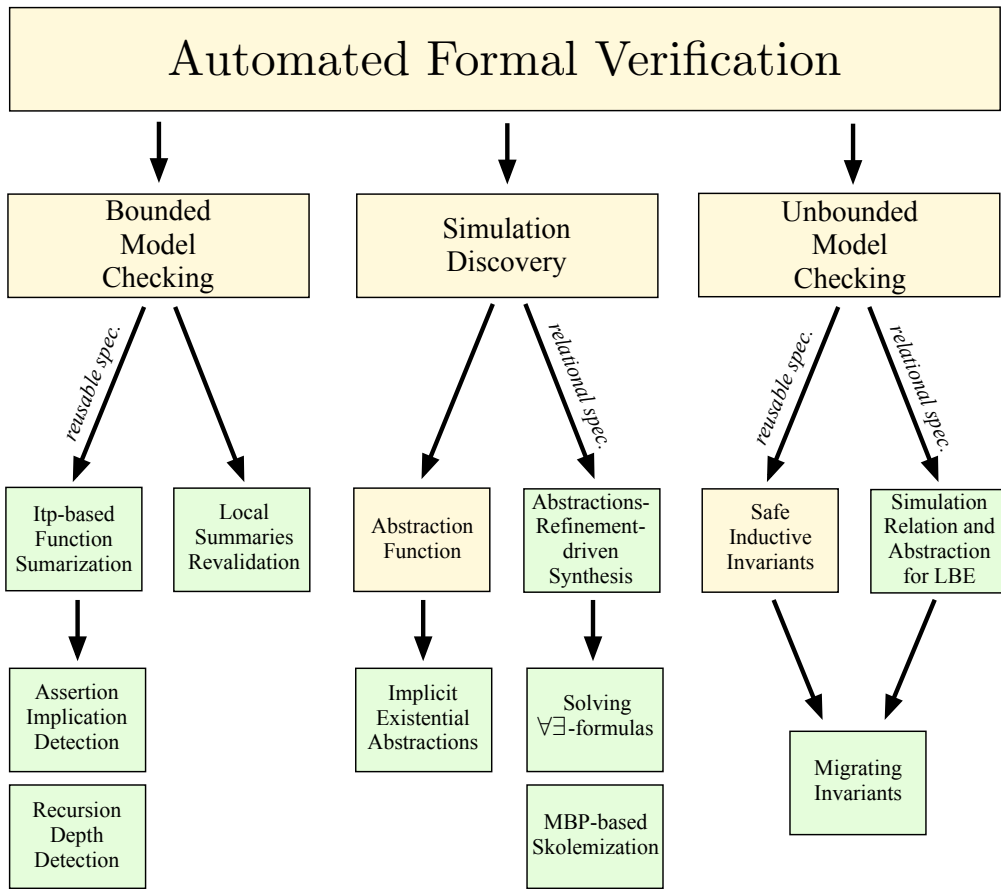 Automated Formal Verification
Bounded
Model
Checking
Simulation
Discovery
Unbounded
Model
Checking
reusable spec.
relational spec.
reusable spec.
relational spec.
Itp-based
Function
Sumarization
Local
Summaries
Revalidation
Abstraction
Function
Abstractions-
Refinement-
driven
Synthesis
Safe
Inductive
Invariants
Simulation
Relation and
Abstraction
for LBE
Assertion
Implication
Detection
Implicit
Existential
Abstractions
Solving
∀∃-formulas
Migrating
Invariants
Recursion
Depth
Detection
MBP-based
Skolemization